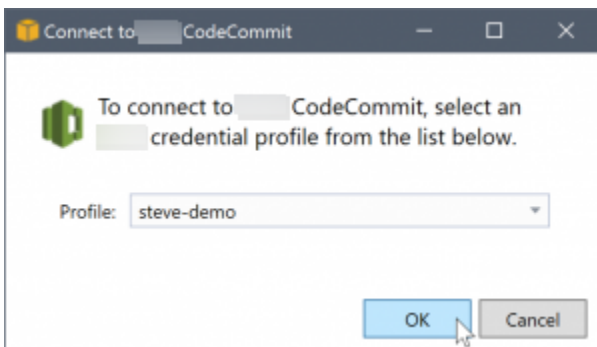 Connect to CodeCommit
To connect to CodeCommit, select an
credential profile from the list below.
Profile: steve-demo
OK Cancel